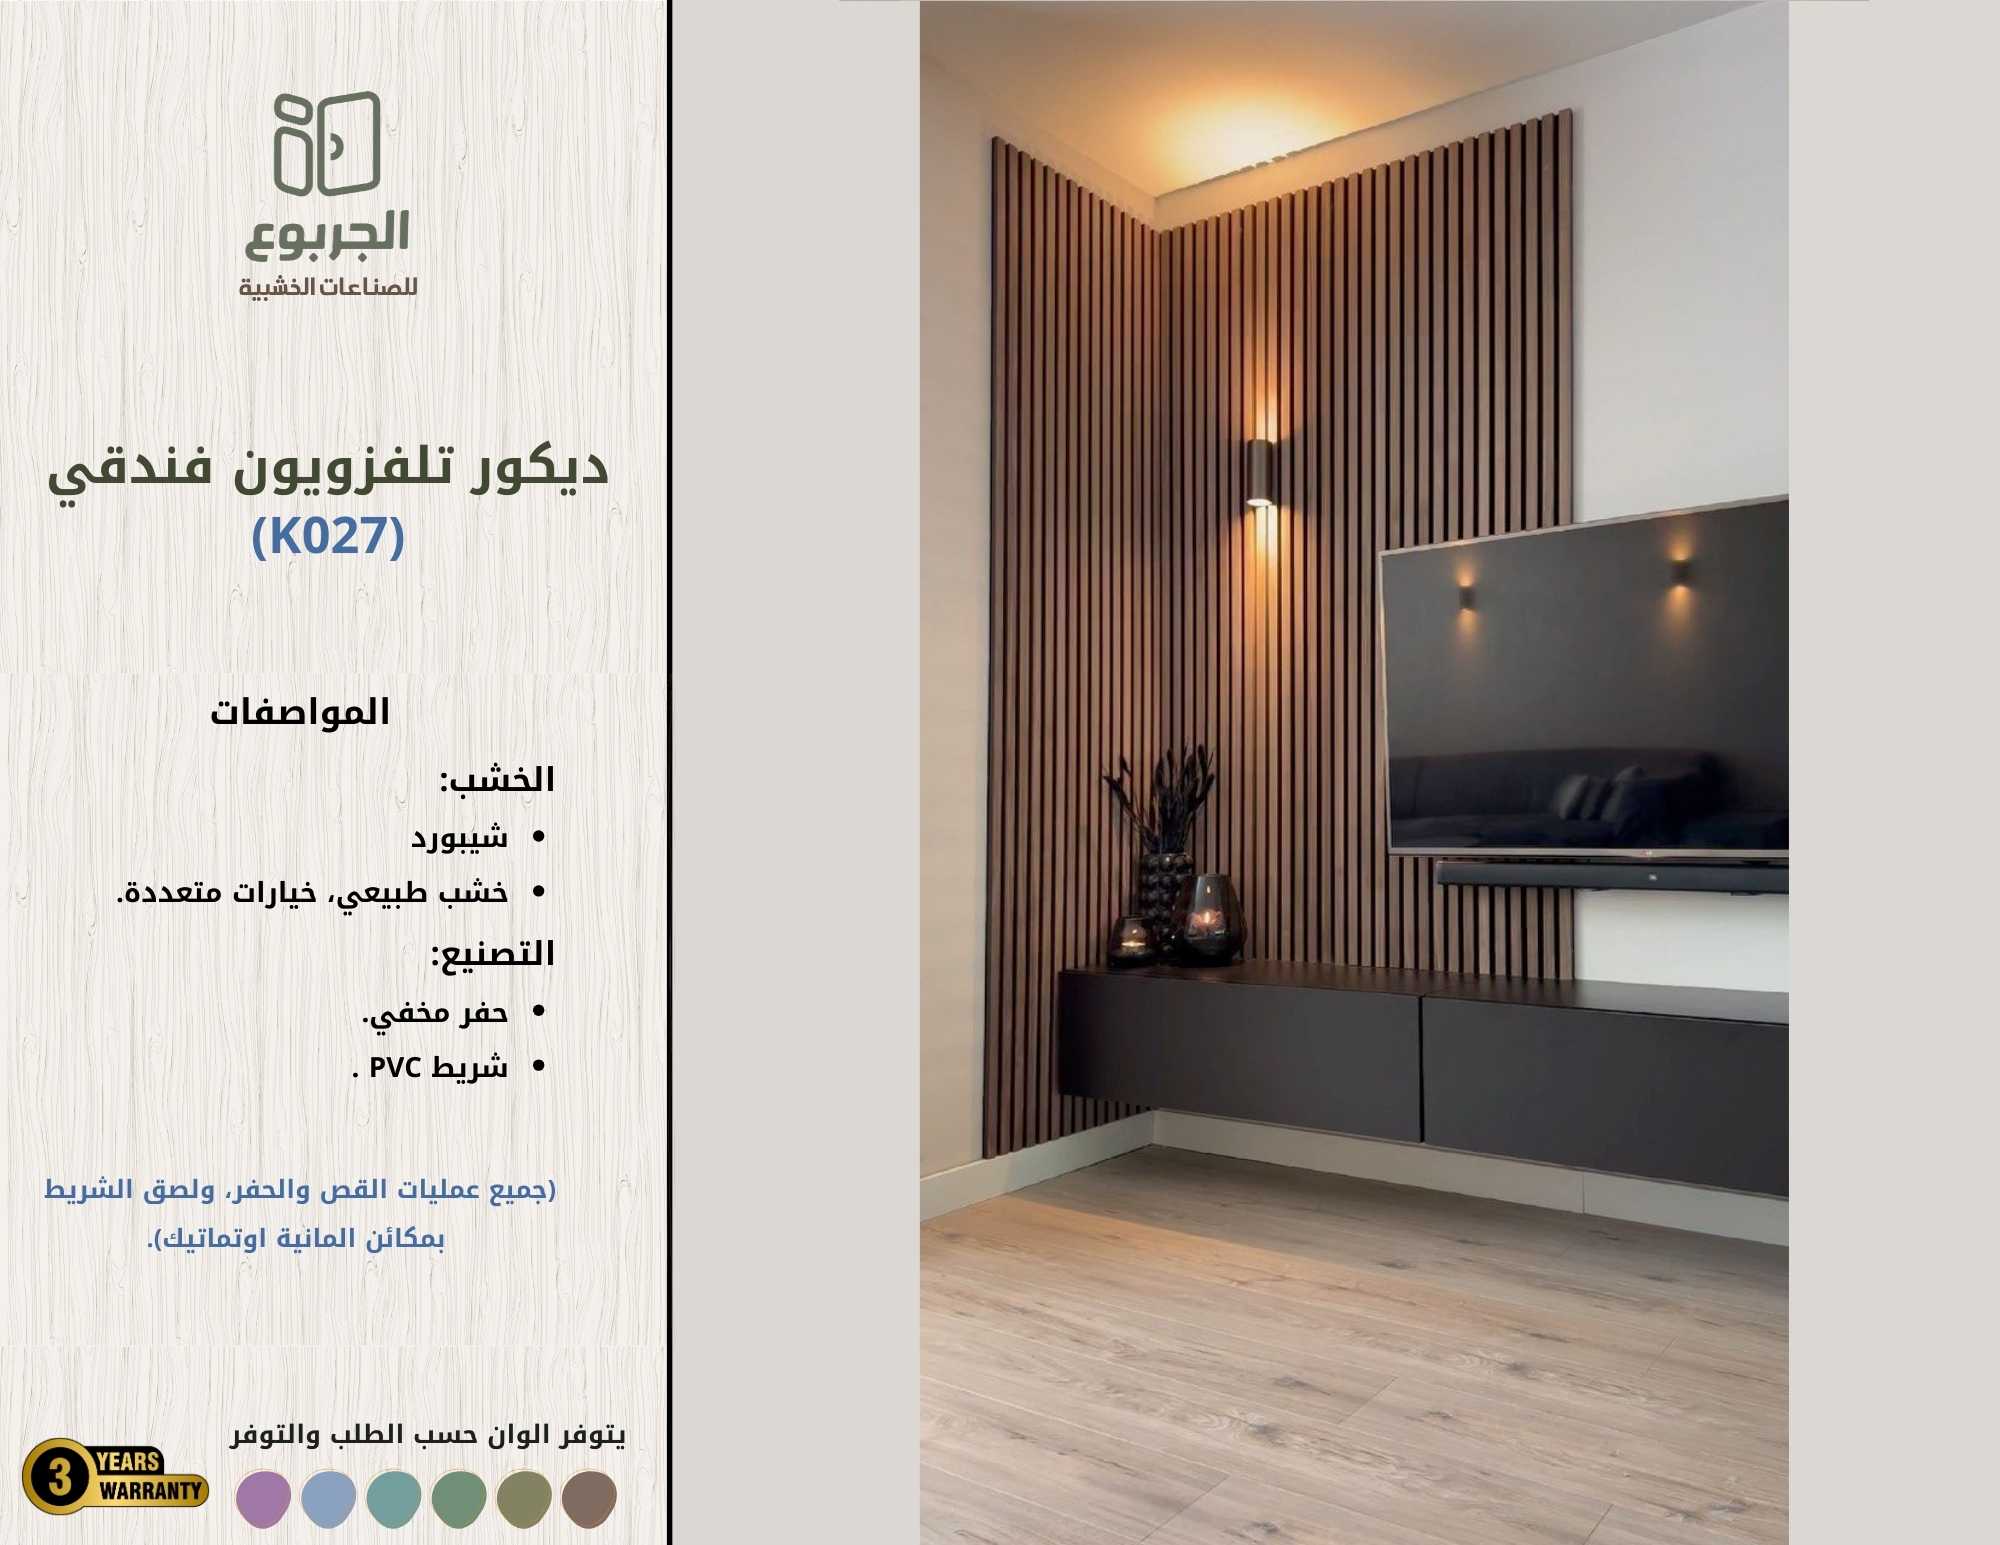 الجربوع
للصناعات الخشبية
ديكور تلفزويون فندقي
(K027)
المواصفات
الخشب:
• شيبورد
• خشب طبيعي، خيارات متعددة.
التصنيع:
• حفر مخفي.
• شريط PVC .
(جميع عمليات القص والحفر، ولصق الشريط
بمكائن المانية اوتماتيك).
يتوفر الوان حسب الطلب والتوفر
3 YEARS
WARRANTY